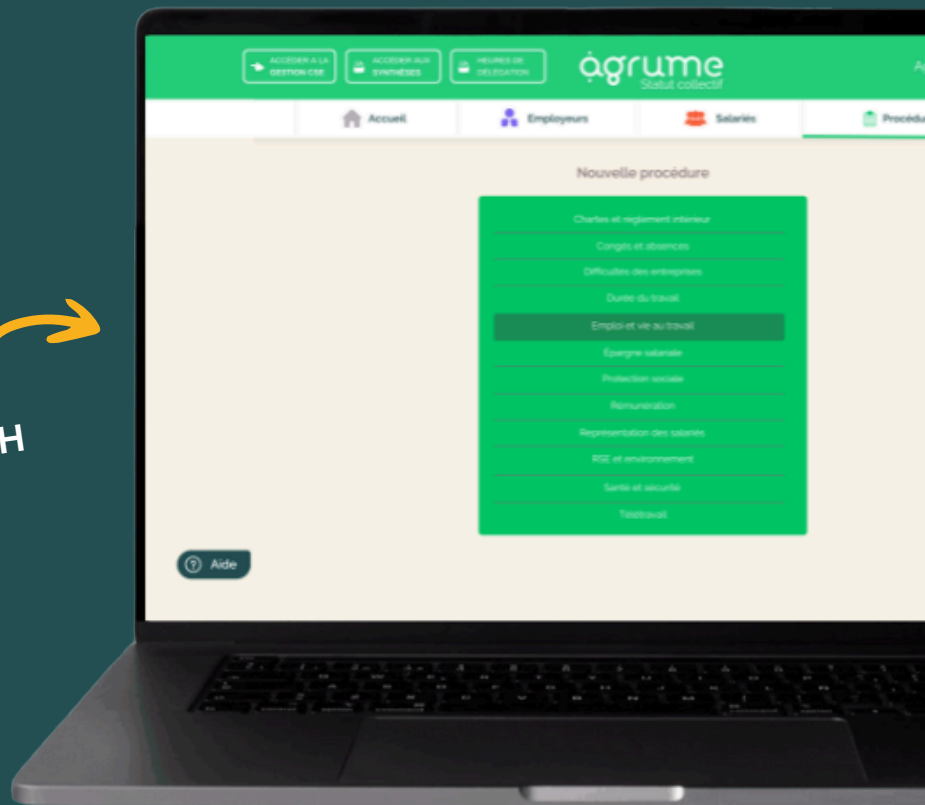 ACCÉDER A LA
GESTION CSE
ACCÉDER AUX
SYNTHÈSES
HEURES DE
DÉLÉGATION
agrume
Statut collectif
Accueil
Employeurs
Salariés
Procédu
Nouvelle procédure
Chartes et règlement intérieur
Congés et absences
Difficultés des entreprises
Durée du travail
Emploi et vie au travail
Épargne salariale
Protection sociale
Rémunération
Représentation des salariés
RSE et environnement
Santé et sécurité
Télétravail
H
? Aide